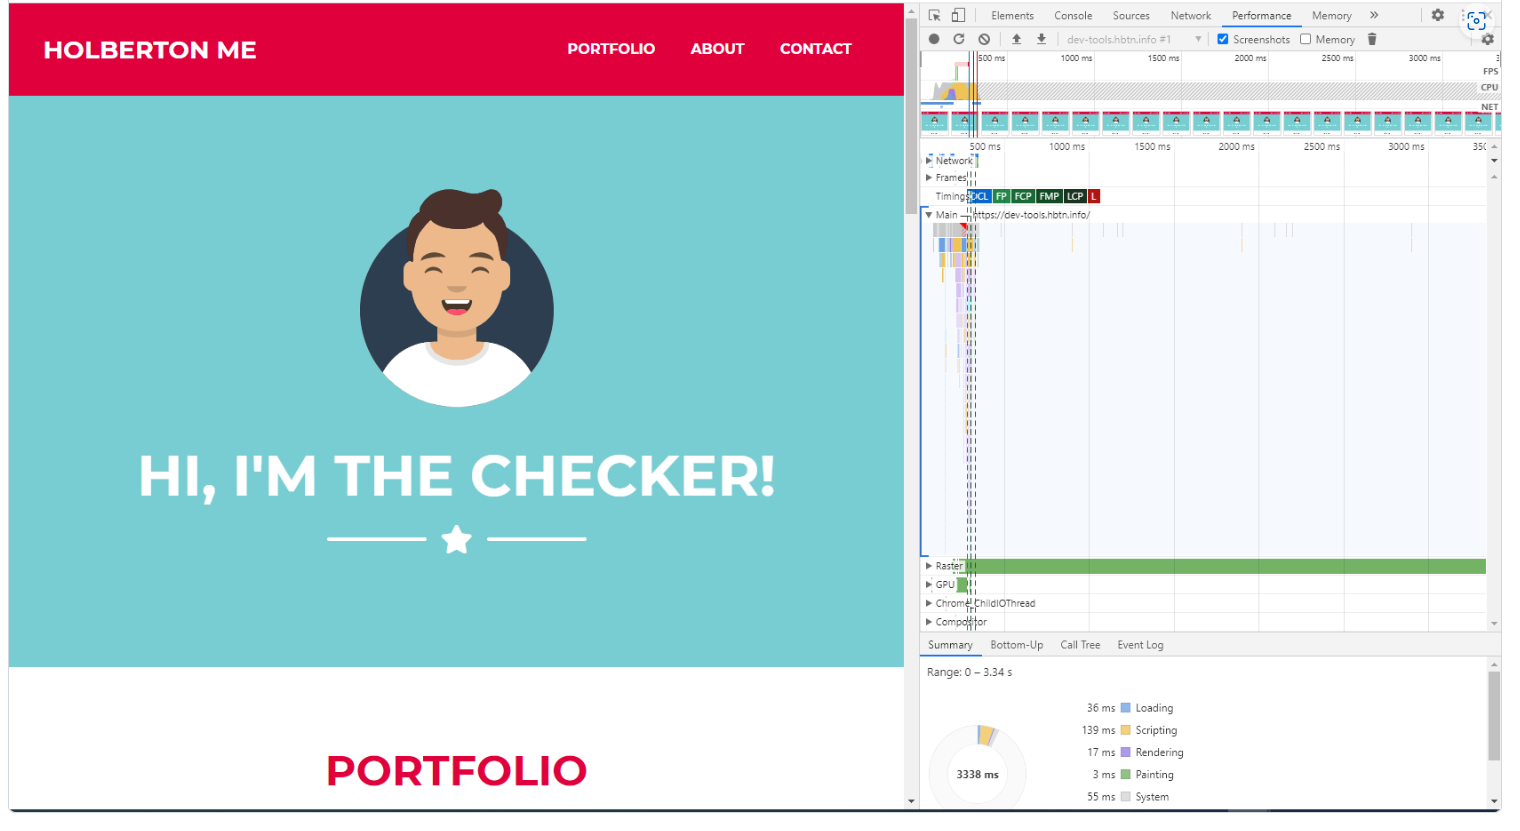 HOLBERTON ME
PORTFOLIO ABOUT CONTACT
HI, I'M THE CHECKER!
PORTFOLIO
Elements Console Sources Network Performance Memory »
dev-tools.hbtn.info #1 ▼ Screenshots Memory
500 ms 1000 ms 1500 ms 2000 ms 2500 ms 3000 ms
FPS
CPU
NET
500 ms 1000 ms 1500 ms 2000 ms 2500 ms 3000 ms
Network
Frames
Timings DCL FP FCP FMP LCP L
Main — https://dev-tools.hbtn.info/
Raster
GPU
Chrome_ChildIOThread
Compositor
Summary Bottom-Up Call Tree Event Log
Range: 0 – 3.34 s
36 ms Loading
139 ms Scripting
17 ms Rendering
3338 ms
3 ms Painting
55 ms System